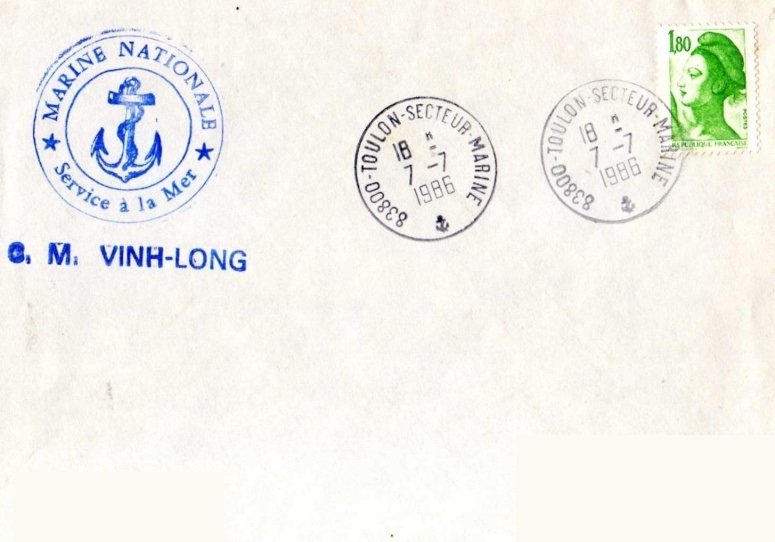 MARINE NATIONALE
Service à la Mer
C. M. VINH-LONG
83800-TOULON-SECTEUR-MARINE
18 H
7 -7
1986
83800-TOULON-SECTEUR-MARINE
18 H
7 -7
1986
1,80
POSTES
REPUBLIQUE FRANÇAISE